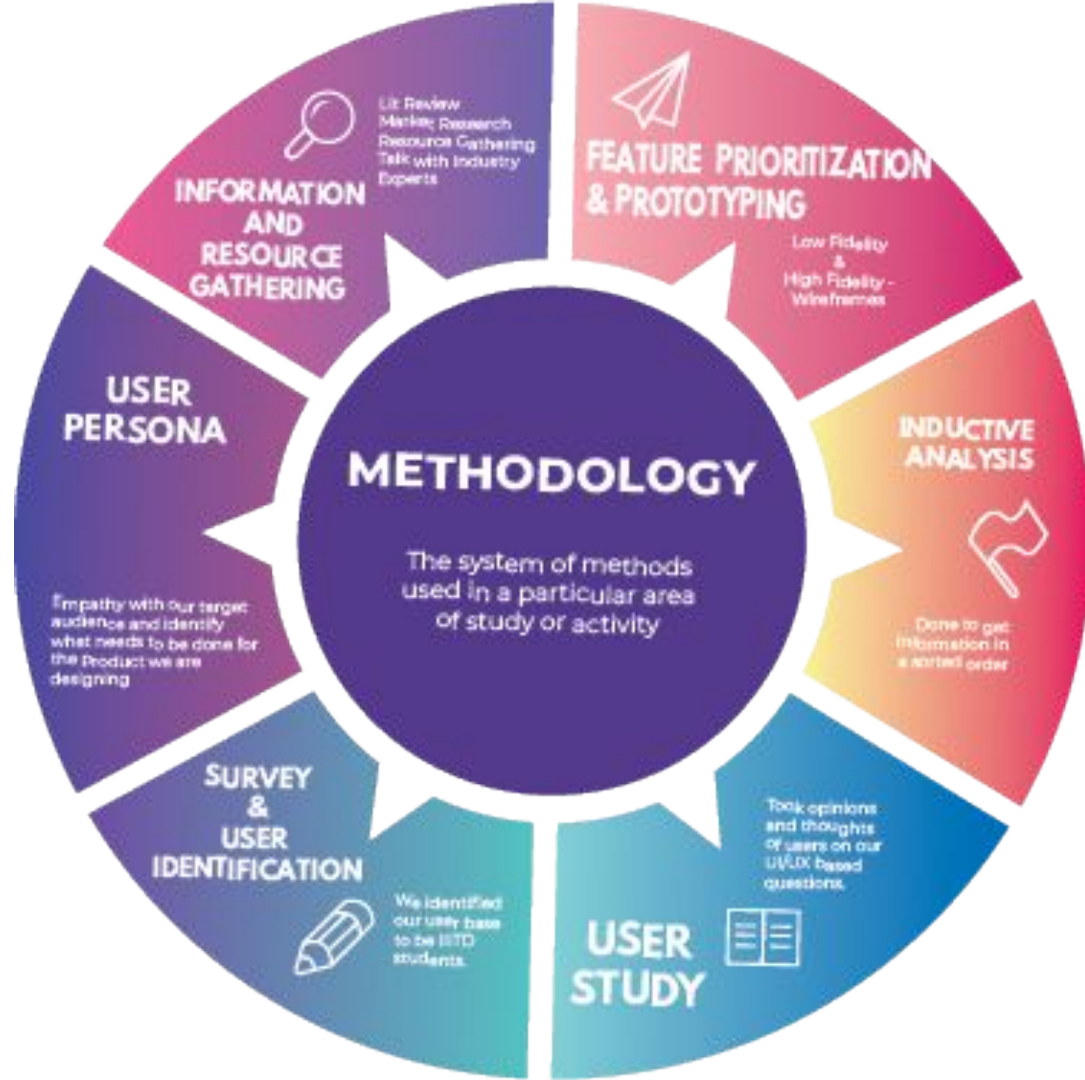 METHODOLOGY
The system of methods
used in a particular area
of study or activity
INFORMATION
AND
RESOURCE
GATHERING
Lit Review
Market Research
Resource Gathering
Talk with Industry
Experts
FEATURE PRIORITIZATION
& PROTOTYPING
Low Fidelity
&
High Fidelity -
Wireframes
INDUCTIVE
ANALYSIS
Done to get
information in
a sorted order
USER
STUDY
Took opinions
and thoughts
of users on our
UI/UX based
questions.
SURVEY
&
USER
IDENTIFICATION
We identified
our user base
to be IIITD
students.
USER
PERSONA
Empathy with our target
audience and identify
what needs to be done for
the Product we are
designing